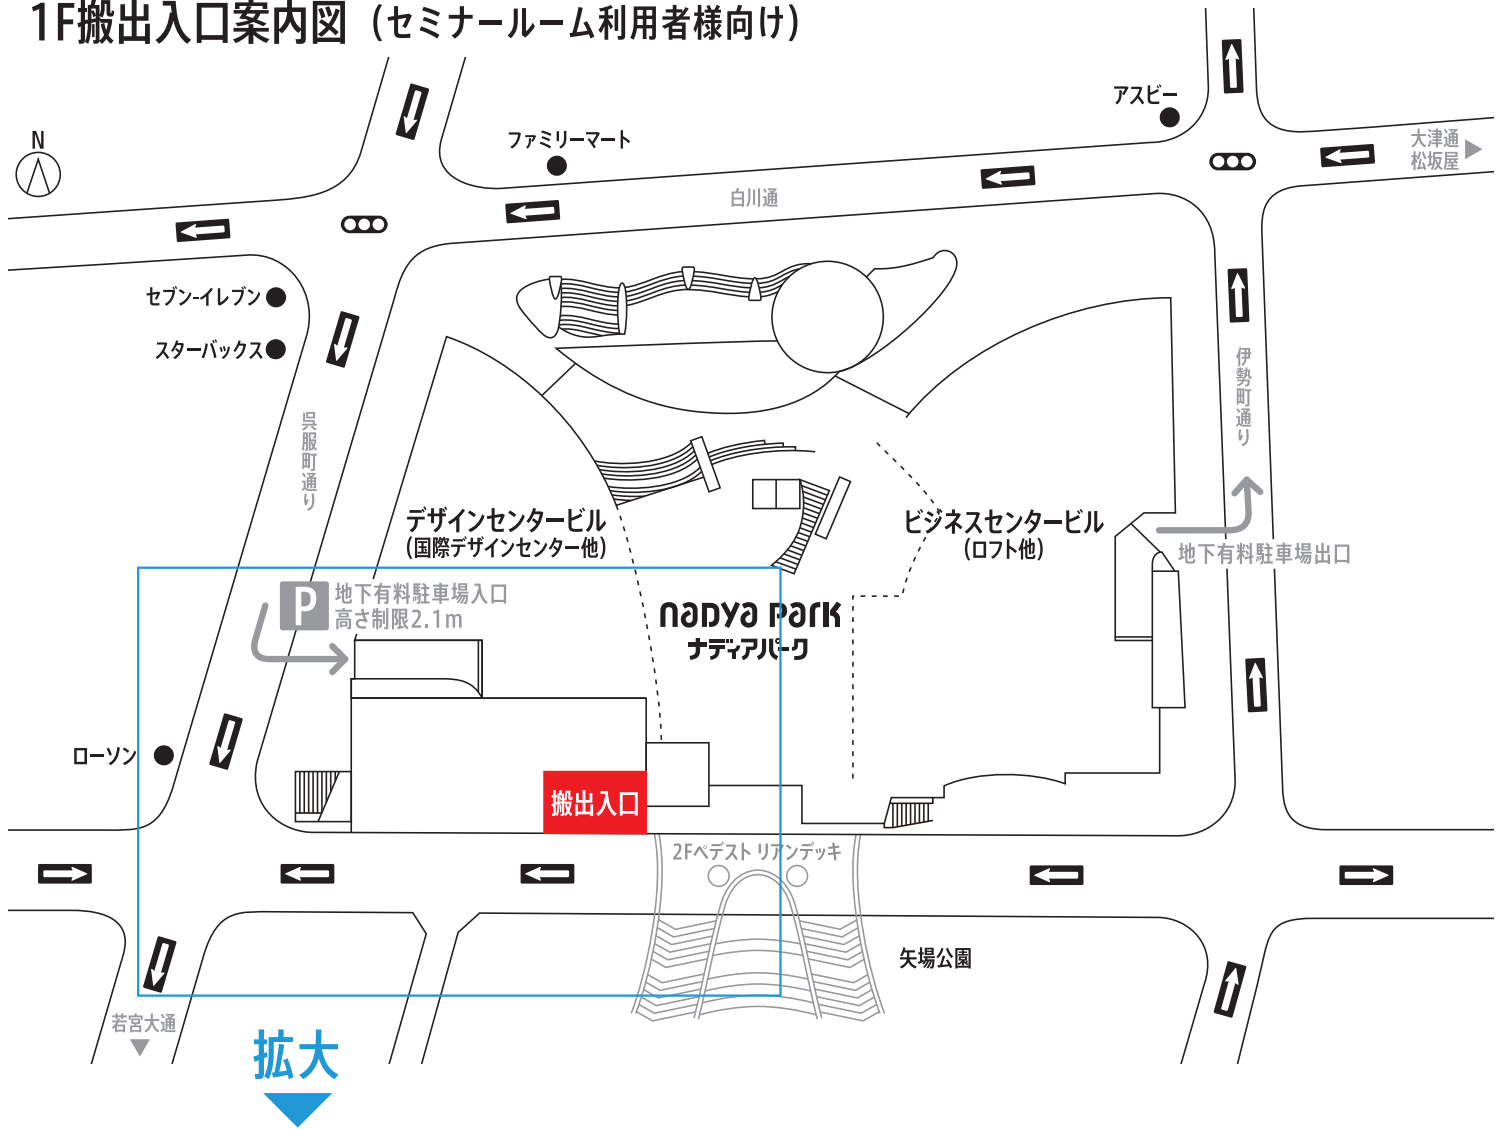 1F搬出入口案内図（セミナールーム利用者様向け）
アスビー
N
ファミリーマート
大津通
松坂屋
白川通
セブン-イレブン
スターバックス
伊勢町通り
呉服町通り
デザインセンタービル
（国際デザインセンター他）
ビジネスセンタービル
（ロフト他）
地下有料駐車場出口
P
地下有料駐車場入口
高さ制限2.1m
NADYA PARK
ナディアパーク
ローソン
搬出入口
2Fペデストリアンデッキ
矢場公園
若宮大通
拡大